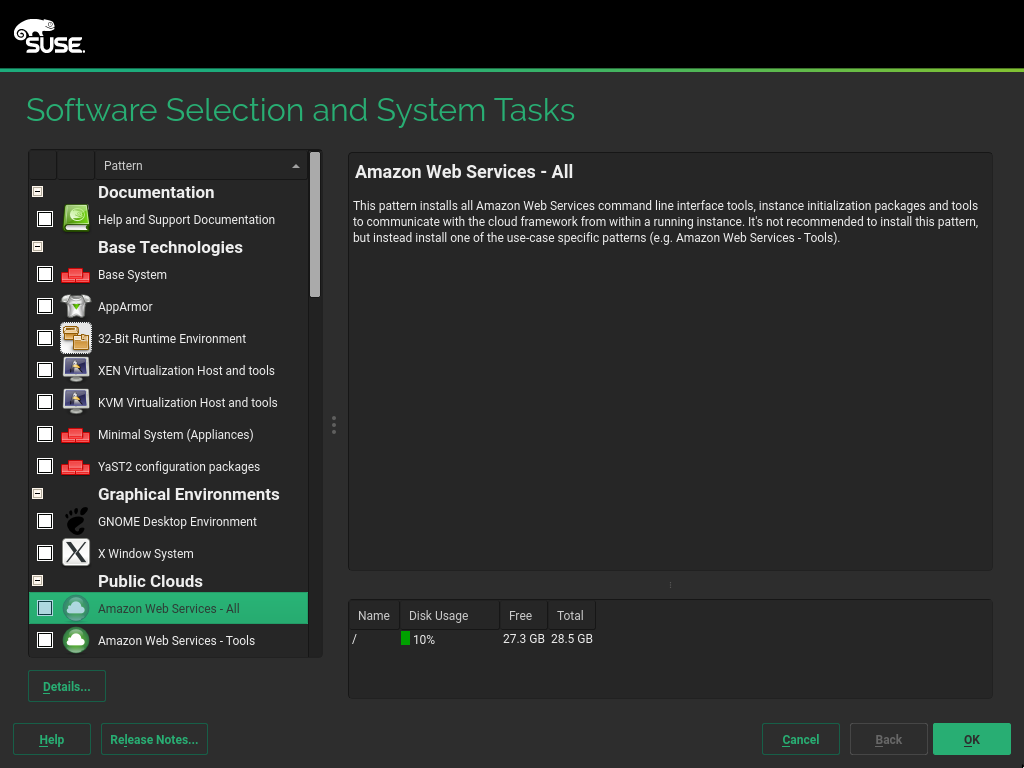 SUSE.
Software Selection and System Tasks
Pattern
Documentation
Help and Support Documentation
Base Technologies
Base System
AppArmor
32-Bit Runtime Environment
XEN Virtualization Host and tools
KVM Virtualization Host and tools
Minimal System (Appliances)
YaST2 configuration packages
Graphical Environments
GNOME Desktop Environment
X Window System
Public Clouds
Amazon Web Services - All
Amazon Web Services - Tools
Details...
Amazon Web Services - All
This pattern installs all Amazon Web Services command line interface tools, instance initialization packages and tools
to communicate with the cloud framework from within a running instance. It's not recommended to install this pattern,
but instead install one of the use-case specific patterns (e.g. Amazon Web Services - Tools).
Name Disk Usage Free Total
/ 10% 27.3 GB 28.5 GB
Help Release Notes... Cancel Back OK